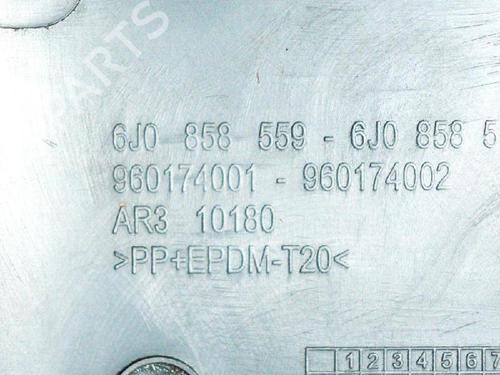 PARTS
6J0 858 559 - 6J0 858 5
960174001 - 960174002
AR3 10180
>PP+EPDM-T20<
1 2 3 4 5 6 7